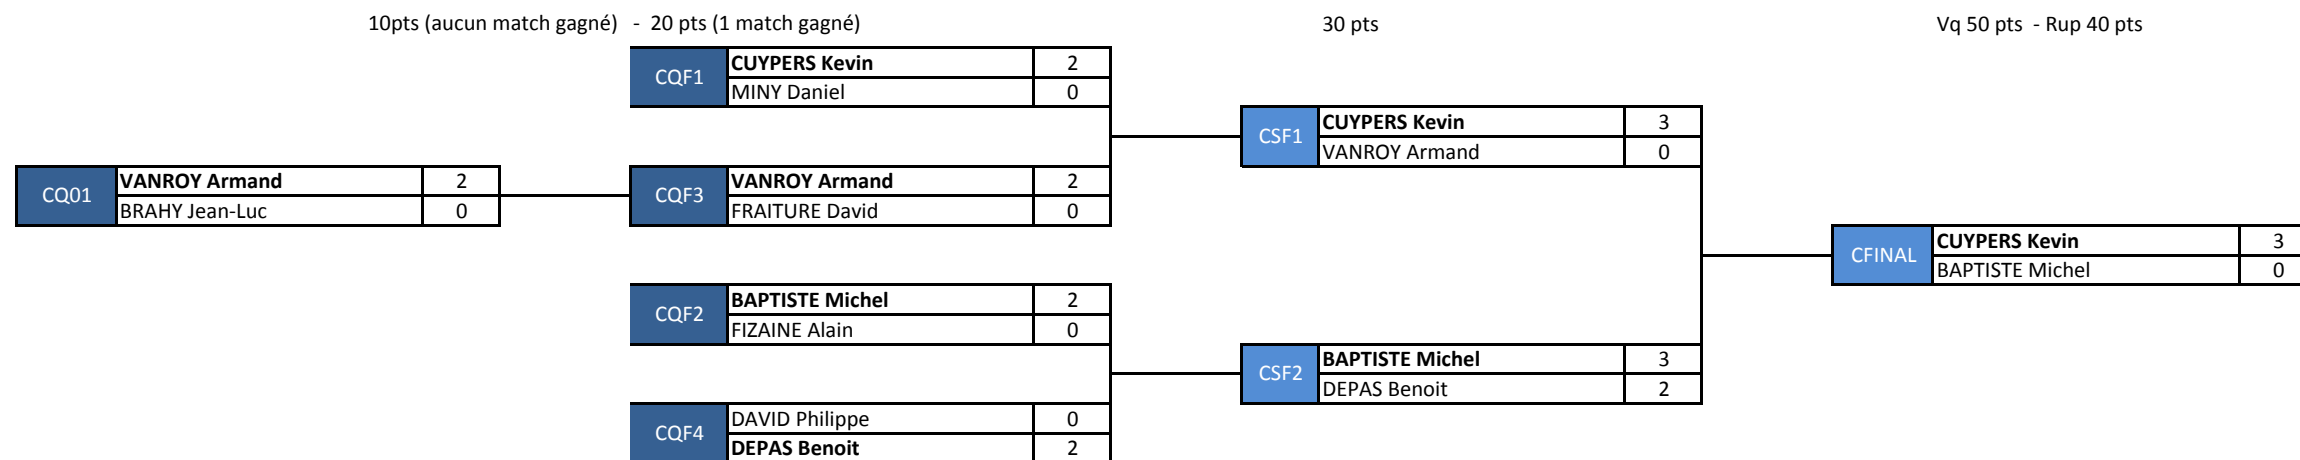 10pts (aucun match gagné) - 20 pts (1 match gagné)
30 pts
Vq 50 pts - Rup 40 pts
CQ01
VANROY Armand 2
BRAHY Jean-Luc 0
CQF1
CUYPERS Kevin 2
MINY Daniel 0
CQF3
VANROY Armand 2
FRAITURE David 0
CQF2
BAPTISTE Michel 2
FIZAINE Alain 0
CQF4
DAVID Philippe 0
DEPAS Benoit 2
CSF1
CUYPERS Kevin 3
VANROY Armand 0
CSF2
BAPTISTE Michel 3
DEPAS Benoit 2
CFINAL
CUYPERS Kevin 3
BAPTISTE Michel 0